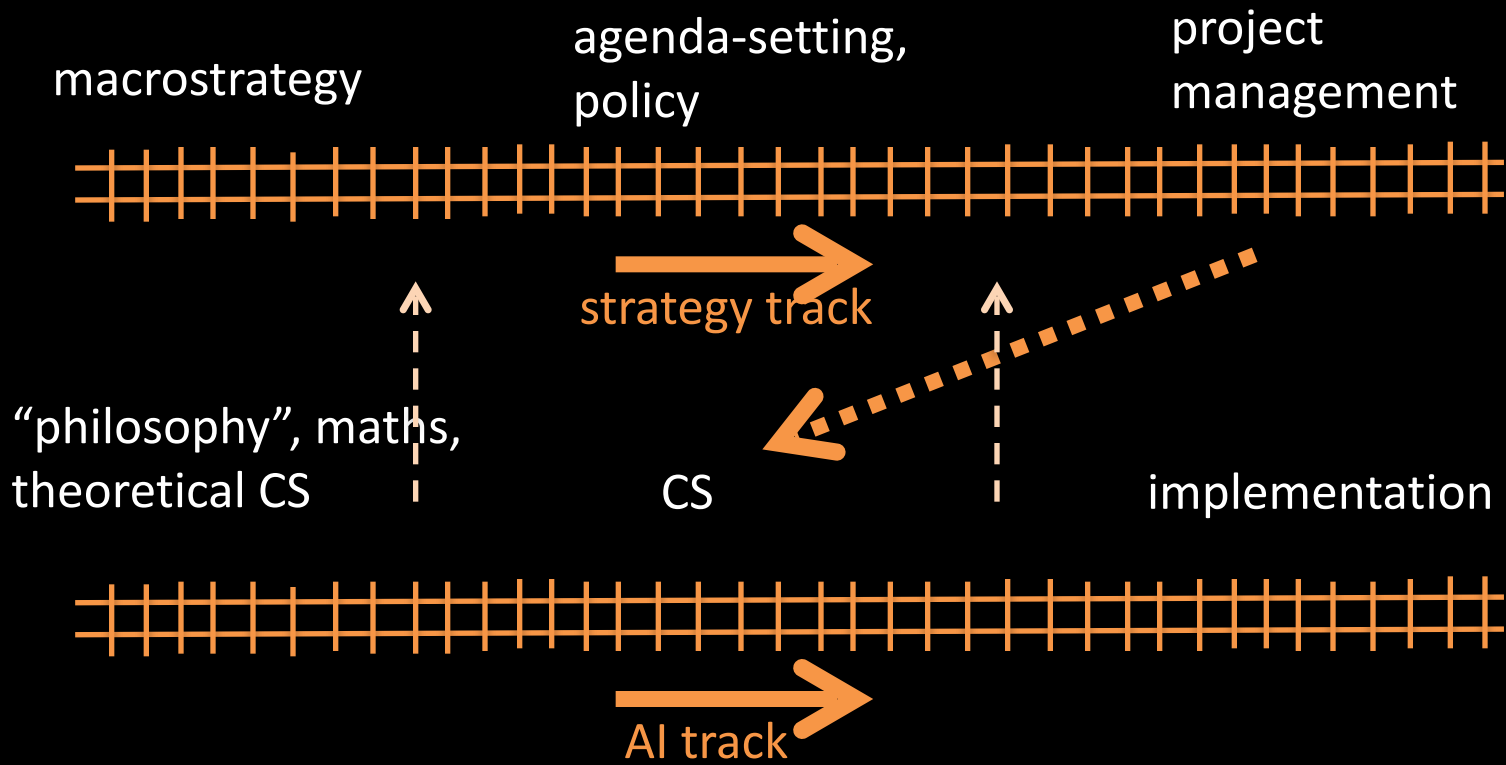 macrostrategy
agenda-setting,
policy
project
management
strategy track
“philosophy”, maths,
theoretical CS
CS
implementation
AI track